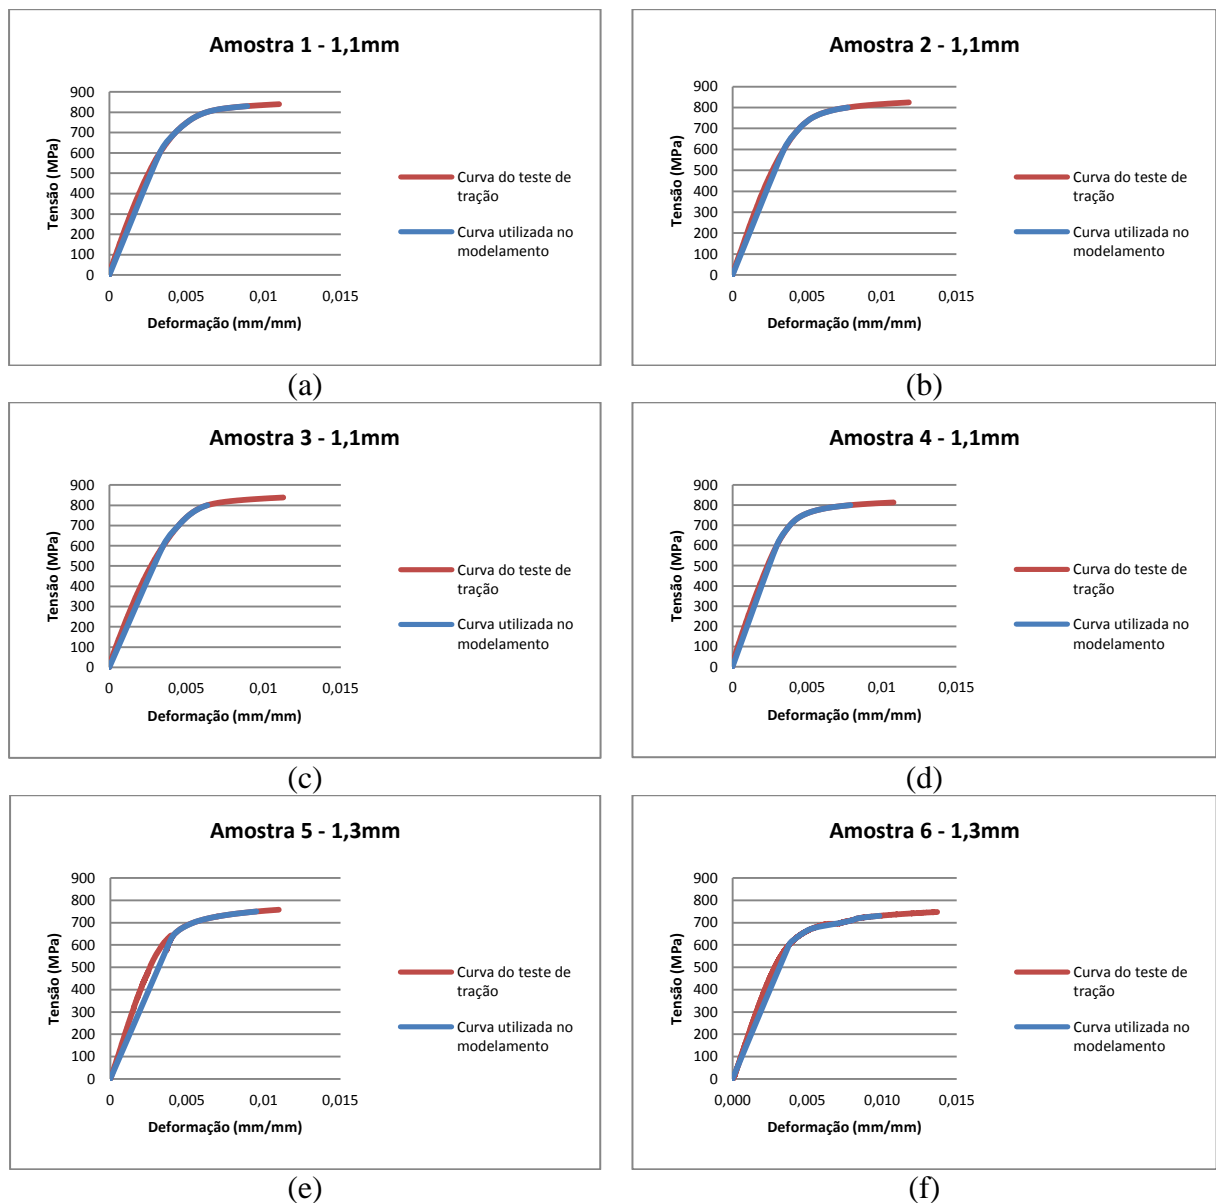 Amostra 1 - 1,1mm
900
800
700
600
500
400
300
200
100
0
Tensão (MPa)
0 0,005 0,01 0,015
Deformação (mm/mm)
Curva do teste de
tração
Curva utilizada no
modelamento
(a)
Amostra 2 - 1,1mm
900
800
700
600
500
400
300
200
100
0
Tensão (MPa)
0 0,005 0,01 0,015
Deformação (mm/mm)
Curva do teste de
tração
Curva utilizada no
modelamento
(b)
Amostra 3 - 1,1mm
900
800
700
600
500
400
300
200
100
0
Tensão (MPa)
0 0,005 0,01 0,015
Deformação (mm/mm)
Curva do teste de
tração
Curva utilizada no
modelamento
(c)
Amostra 4 - 1,1mm
900
800
700
600
500
400
300
200
100
0
Tensão (MPa)
0 0,005 0,01 0,015
Deformação (mm/mm)
Curva do teste de
tração
Curva utilizada no
modelamento
(d)
Amostra 5 - 1,3mm
900
800
700
600
500
400
300
200
100
0
Tensão (MPa)
0 0,005 0,01 0,015
Deformação (mm/mm)
Curva do teste de
tração
Curva utilizada no
modelamento
(e)
Amostra 6 - 1,3mm
900
800
700
600
500
400
300
200
100
0
Tensão (MPa)
0,000 0,005 0,010 0,015
Deformação (mm/mm)
Curva do teste de
tração
Curva utilizada no
modelamento
(f)